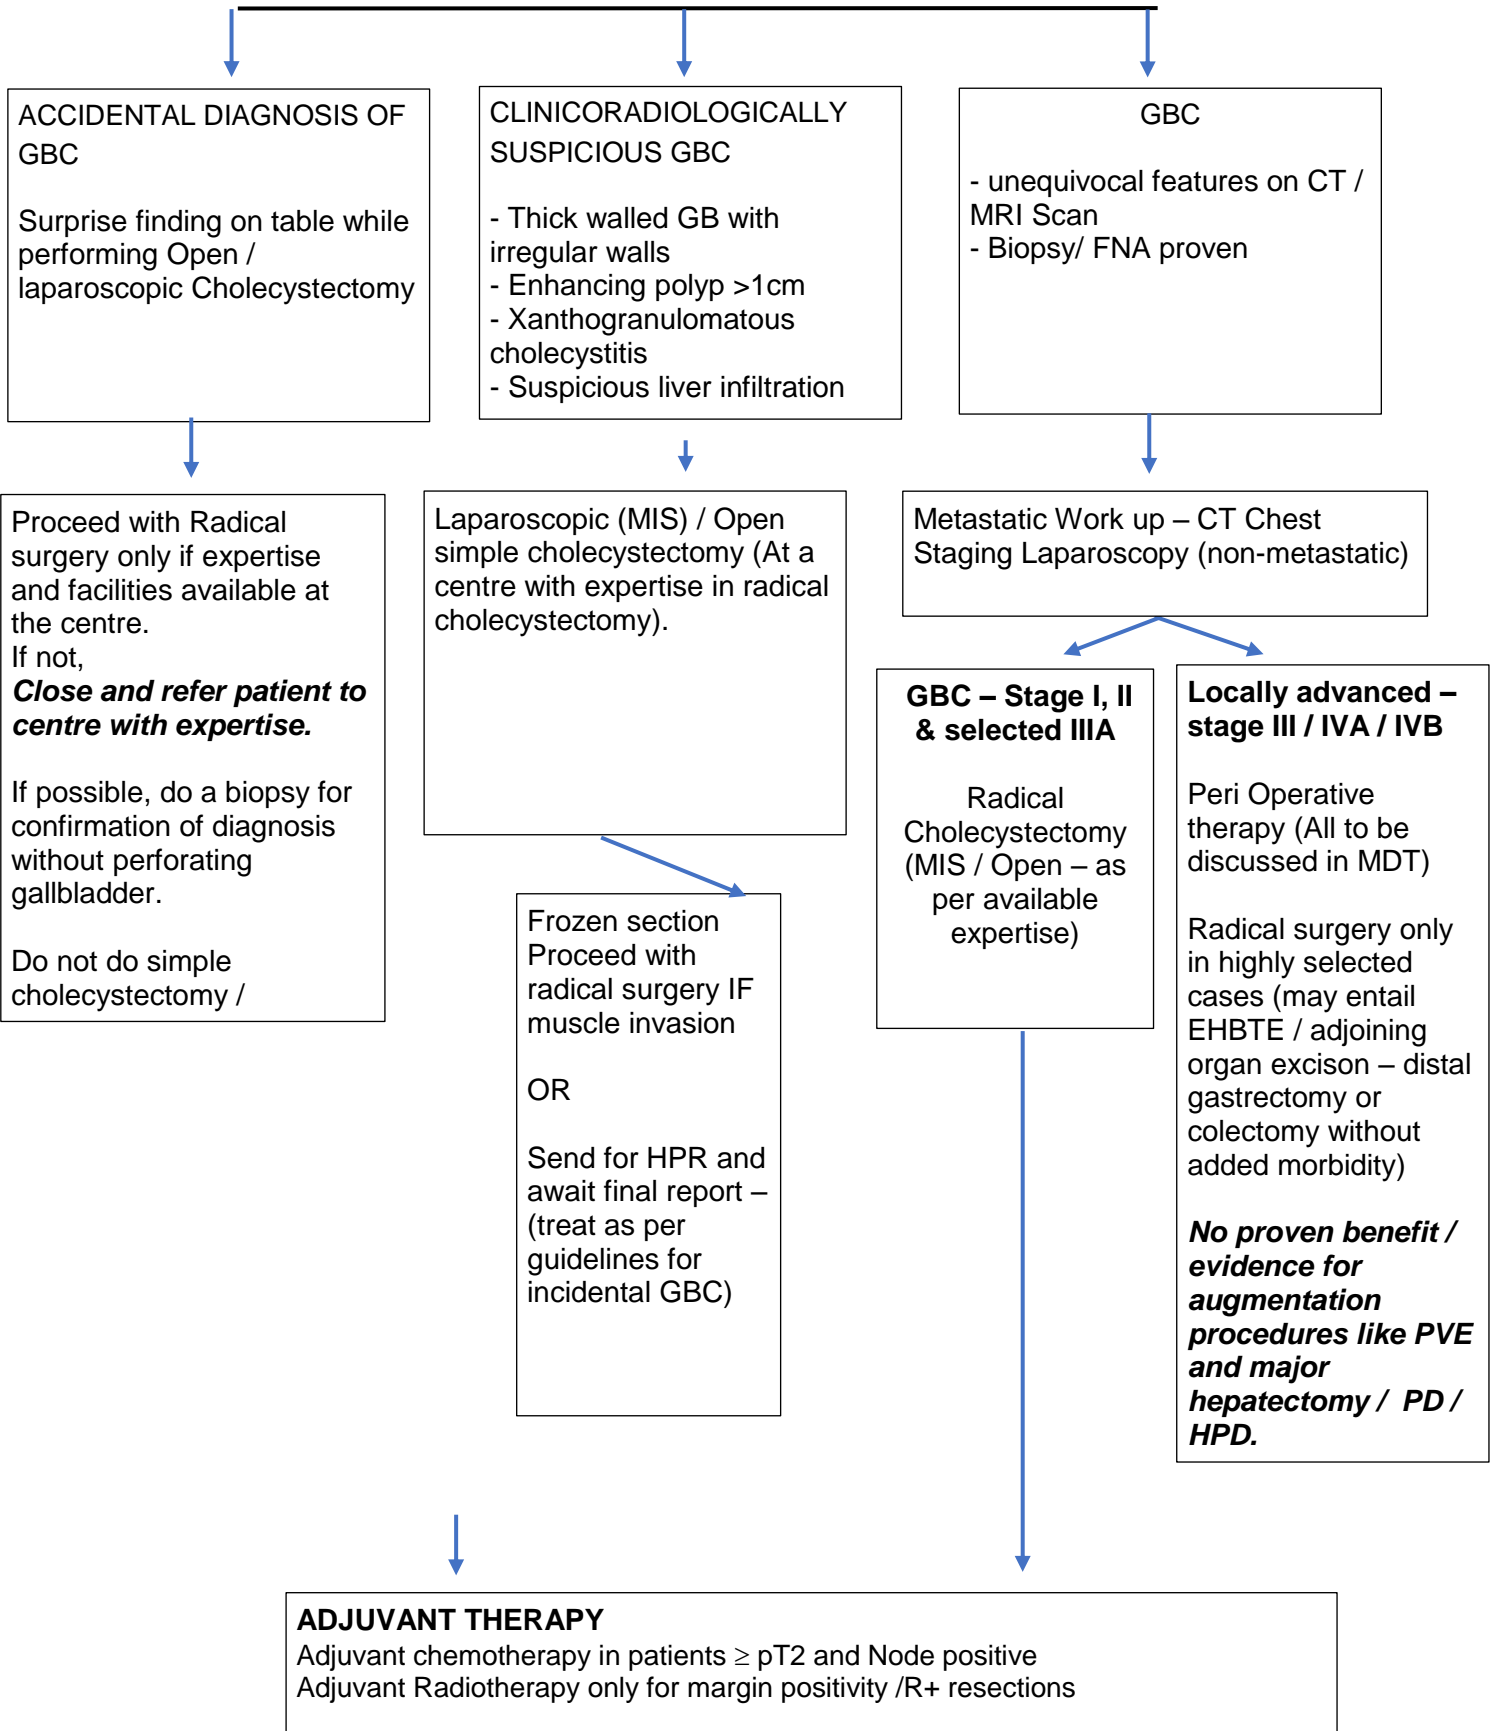 ACCIDENTAL DIAGNOSIS OF
GBC
Surprise finding on table while
performing Open /
laparoscopic Cholecystectomy
CLINICORADIOLOGICALLY
SUSPICIOUS GBC
- Thick walled GB with
irregular walls
- Enhancing polyp >1cm
- Xanthogranulomatous
cholecystitis
- Suspicious liver infiltration
GBC
- unequivocal features on CT /
MRI Scan
- Biopsy/ FNA proven
Proceed with Radical
surgery only if expertise
and facilities available at
the centre.
If not,
Close and refer patient to
centre with expertise.
If possible, do a biopsy for
confirmation of diagnosis
without perforating
gallbladder.
Do not do simple
cholecystectomy /
Laparoscopic (MIS) / Open
simple cholecystectomy (At a
centre with expertise in radical
cholecystectomy).
Metastatic Work up – CT Chest
Staging Laparoscopy (non-metastatic)
Frozen section
Proceed with
radical surgery IF
muscle invasion
OR
Send for HPR and
await final report –
(treat as per
guidelines for
incidental GBC)
GBC – Stage I, II
& selected IIIA
Radical
Cholecystectomy
(MIS / Open – as
per available
expertise)
Locally advanced –
stage III / IVA / IVB
Peri Operative
therapy (All to be
discussed in MDT)
Radical surgery only
in highly selected
cases (may entail
EHBTE / adjoining
organ excison – distal
gastrectomy or
colectomy without
added morbidity)
No proven benefit /
evidence for
augmentation
procedures like PVE
and major
hepatectomy / PD /
HPD.
ADJUVANT THERAPY
Adjuvant chemotherapy in patients ≥ pT2 and Node positive
Adjuvant Radiotherapy only for margin positivity /R+ resections